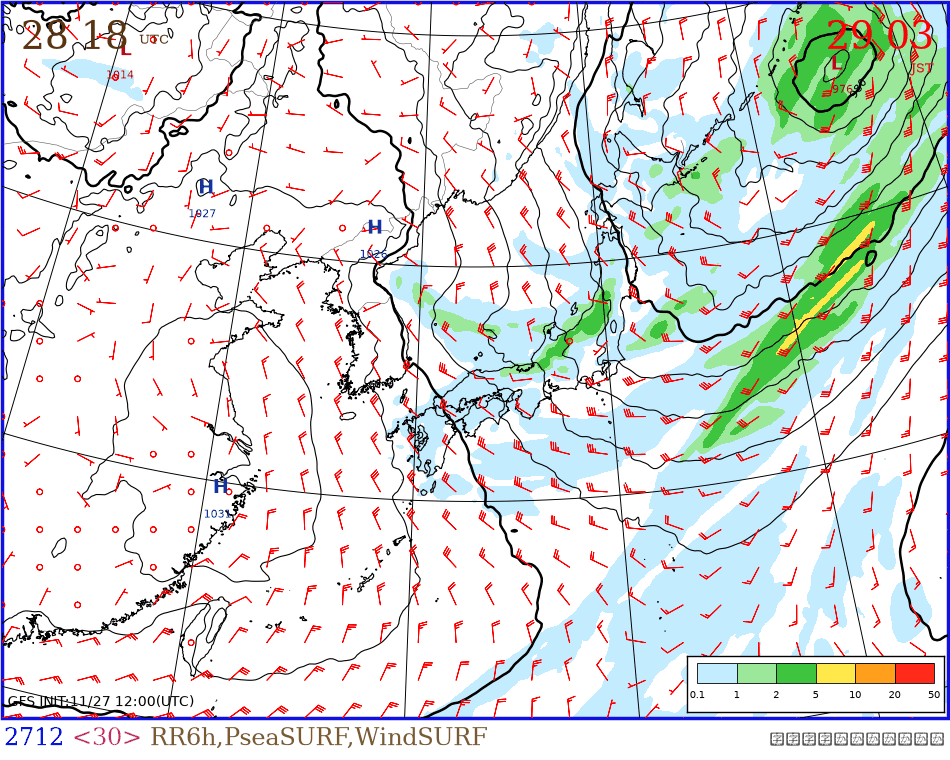 28 18 UTC
29 03 JST
L
1014
L
976
H
1027
H
1026
H
1031
0.1 1 2 5 10 20 50
GFS INIT:11/27 12:00(UTC)
2712 <30> RR6h,PseaSURF,WindSURF